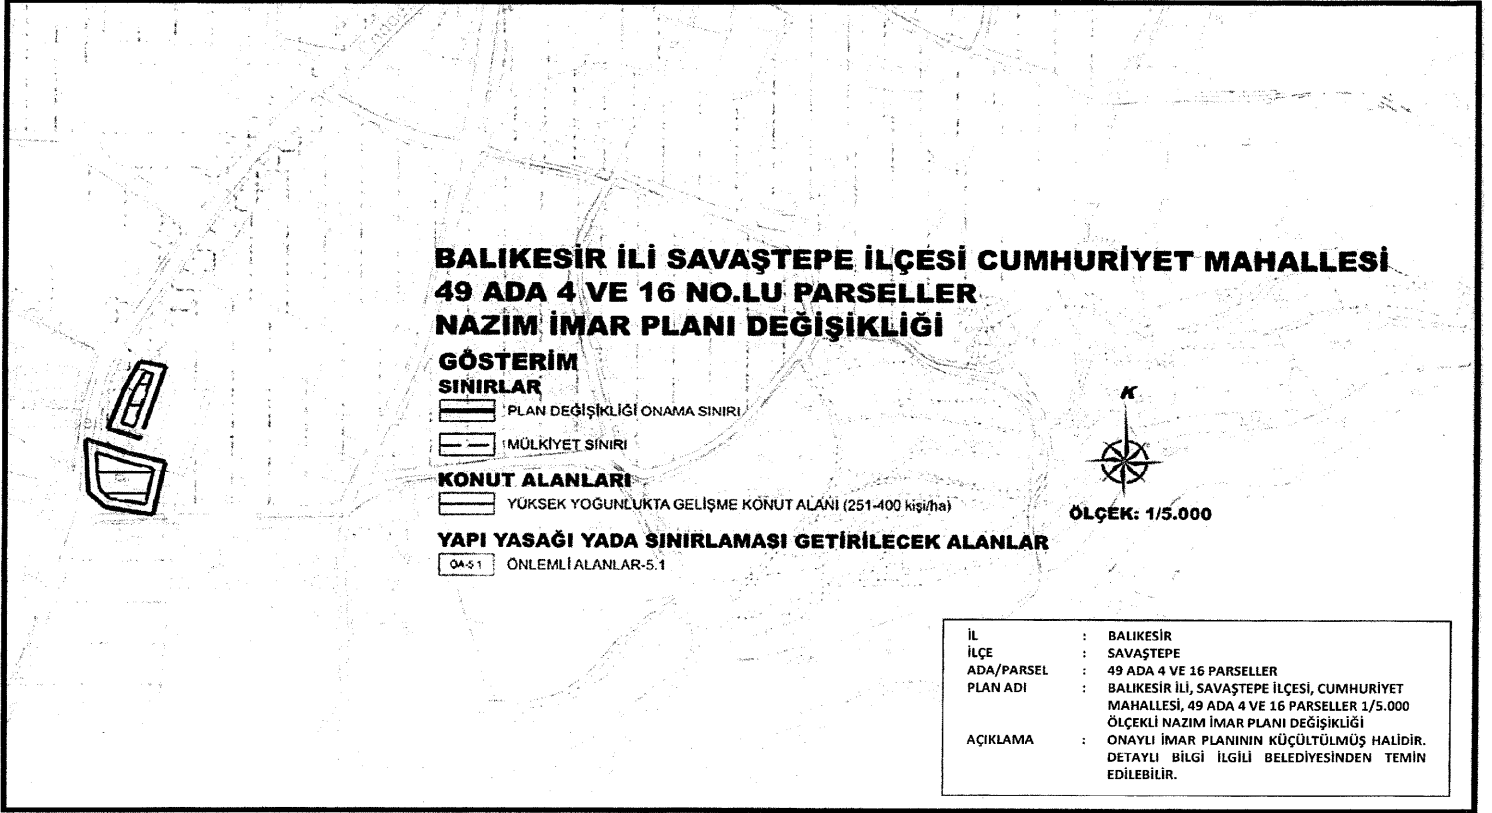 BALIKESİR İLİ SAVAŞTEPE İLÇESİ CUMHURİYET MAHALLESİ
49 ADA 4 VE 16 NO.LU PARSELLER
NAZIM İMAR PLANI DEĞİŞİKLİĞİ
GÖSTERİM
SINIRLAR
PLAN DEĞİŞİKLİĞİ ONAMA SINIRI
MÜLKİYET SINIRI
KONUT ALANLARI
YÜKSEK YOĞUNLUKTA GELİŞME KONUT ALANI (251-400 kişi/ha)
YAPI YASAĞI YADA SINIRLAMASI GETİRİLECEK ALANLAR
ÖA-5.1 ÖNLEMLİ ALANLAR-5.1
K
ÖLÇEK: 1/5.000
İL : BALIKESİR
İLÇE : SAVAŞTEPE
ADA/PARSEL : 49 ADA 4 VE 16 PARSELLER
PLAN ADI : BALIKESİR İLİ, SAVAŞTEPE İLÇESİ, CUMHURİYET
MAHALLESİ, 49 ADA 4 VE 16 PARSELLER 1/5.000
ÖLÇEKLİ NAZIM İMAR PLANI DEĞİŞİKLİĞİ
AÇIKLAMA : ONAYLI İMAR PLANININ KÜÇÜLTÜLMÜŞ HALİDİR.
DETAYLI BİLGİ İLGİLİ BELEDİYESİNDEN TEMİN
EDİLEBİLİR.